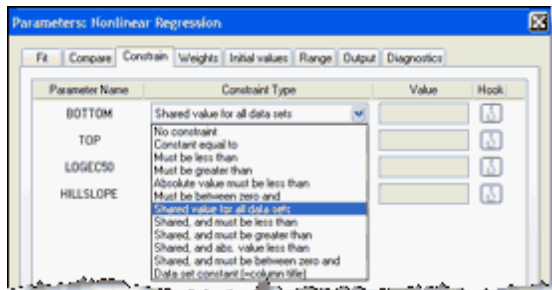 Parameters: Nonlinear Regression
Fit Compare Constrain Weights Initial values Range Output Diagnostics
Parameter Name Constraint Type Value Hook
BOTTOM Shared value for all data sets
TOP
LOGEC50
HILLSLOPE
No constraint
Constant equal to
Must be less than
Must be greater than
Absolute value must be less than
Must be between zero and
Shared value for all data sets
Shared, and must be less than
Shared, and must be greater than
Shared, and abs. value less than
Shared, and must be between zero and
Data set constant (=column title)